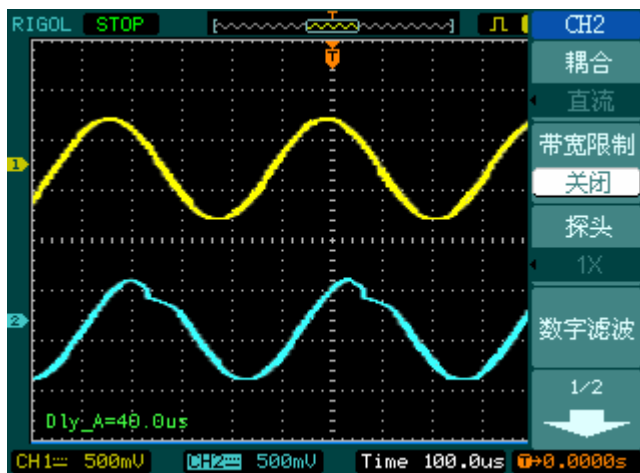 RIGOL STOP CH2
T
耦合
直流
带宽限制
关闭
探头
1X
数字滤波
1/2
1
2
Dly_A=40.0us
CH1 500mV CH2 500mV Time 100.0us T→0.0000s